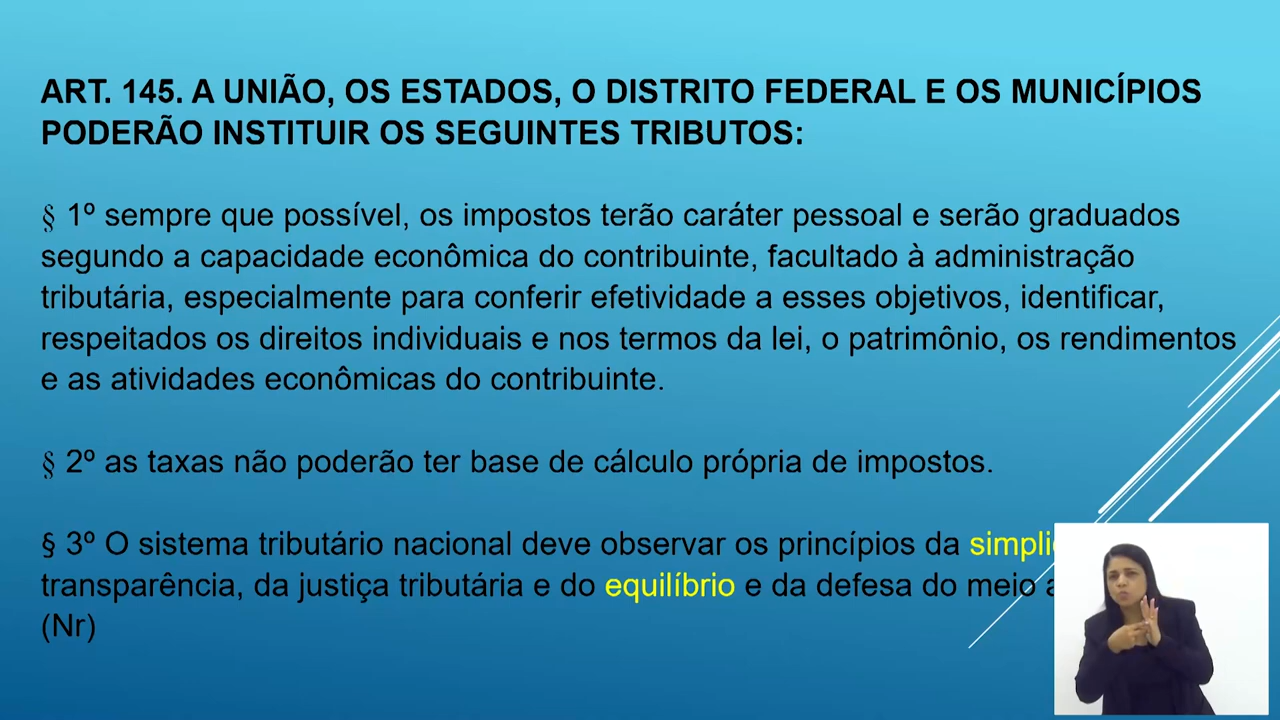 ART. 145. A UNIÃO, OS ESTADOS, O DISTRITO FEDERAL E OS MUNICÍPIOS
PODERÃO INSTITUIR OS SEGUINTES TRIBUTOS:
§ 1º sempre que possível, os impostos terão caráter pessoal e serão graduados
segundo a capacidade econômica do contribuinte, facultado à administração
tributária, especialmente para conferir efetividade a esses objetivos, identificar,
respeitados os direitos individuais e nos termos da lei, o patrimônio, os rendimentos
e as atividades econômicas do contribuinte.
§ 2º as taxas não poderão ter base de cálculo própria de impostos.
§ 3º O sistema tributário nacional deve observar os princípios da
transparência, da justiça tributária e do equilíbrio e da defesa do meio
(Nr)